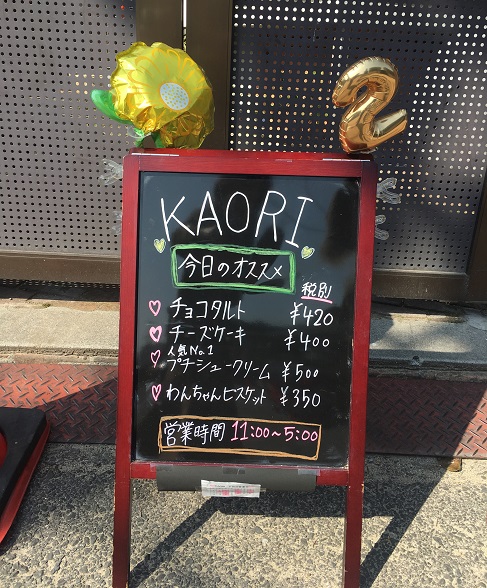 2
KAORI
今日のオススメ
税別
チョコタルト ¥420
チーズケーキ ¥400
人気No.1
プチシュークリーム ¥500
わんちゃんビスケット ¥350
営業時間 11:00~5:00